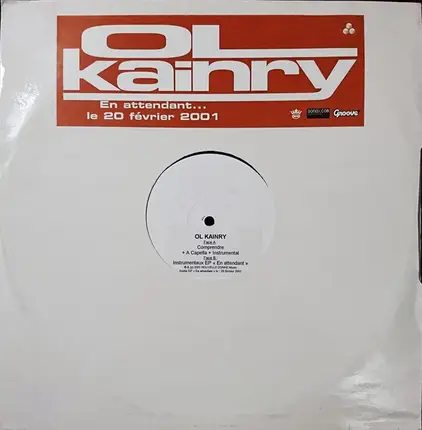 OL
Kainry
En attendant...
le 20 février 2001
Groove
OL KAINRY
Face A
Comprendre
+ A Capella + Instrumental
Face B
Instrumentaux EP « En attendant »